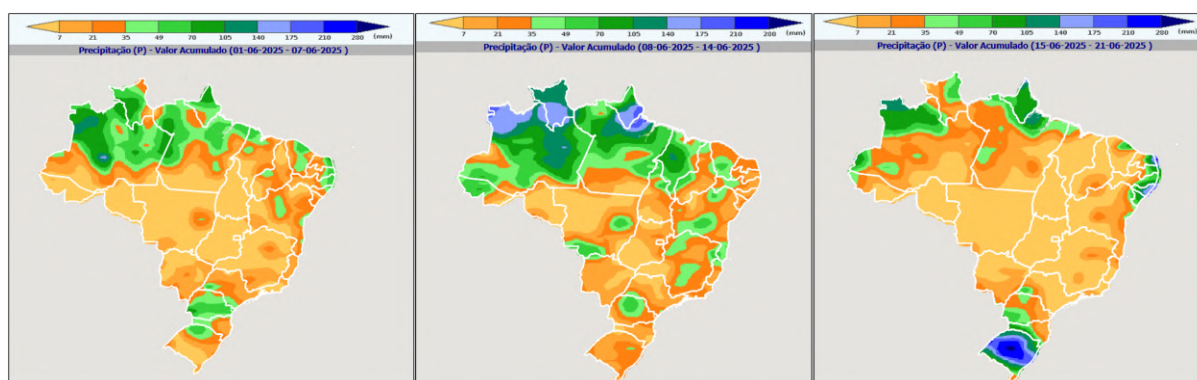 7 21 35 49 70 105 140 175 210 280 (mm)
Precipitação (P) - Valor Acumulado (01-06-2025 - 07-06-2025 )
7 21 35 49 70 105 140 175 210 280 (mm)
Precipitação (P) - Valor Acumulado (08-06-2025 - 14-06-2025 )
7 21 35 49 70 105 140 175 210 280 (mm)
Precipitação (P) - Valor Acumulado (15-06-2025 - 21-06-2025 )